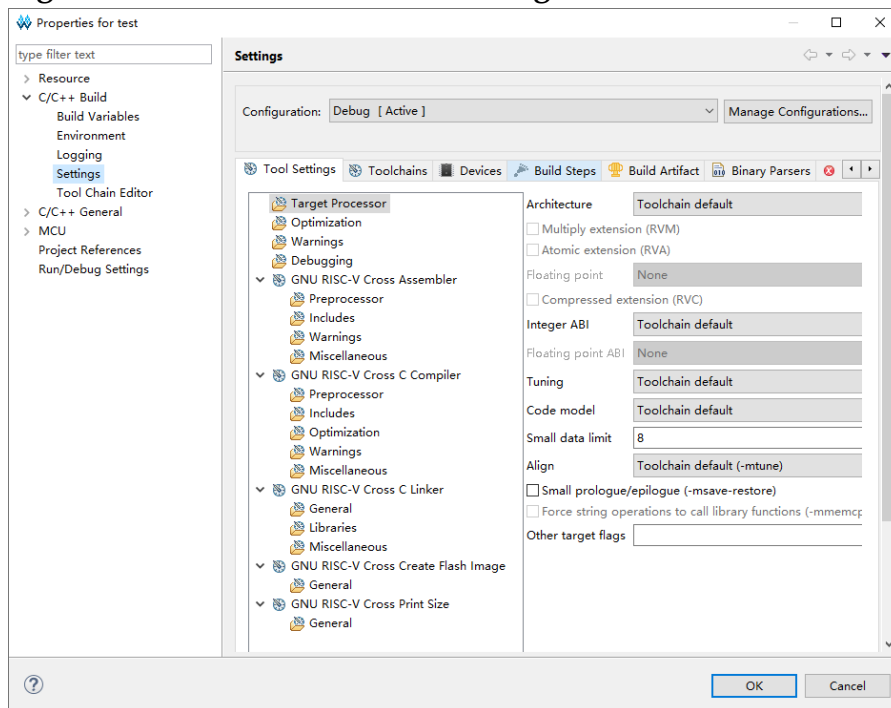 Properties for test
type filter text
Settings
Resource
C/C++ Build
Build Variables
Environment
Logging
Settings
Tool Chain Editor
C/C++ General
MCU
Project References
Run/Debug Settings
Configuration: Debug [ Active ] Manage Configurations...
Tool Settings Toolchains Devices Build Steps Build Artifact Binary Parsers
Target Processor
Optimization
Warnings
Debugging
GNU RISC-V Cross Assembler
Preprocessor
Includes
Warnings
Miscellaneous
GNU RISC-V Cross C Compiler
Preprocessor
Includes
Optimization
Warnings
Miscellaneous
GNU RISC-V Cross C Linker
General
Libraries
Miscellaneous
GNU RISC-V Cross Create Flash Image
General
GNU RISC-V Cross Print Size
General
Architecture Toolchain default
Multiply extension (RVM)
Atomic extension (RVA)
Floating point None
Compressed extension (RVC)
Integer ABI Toolchain default
Floating point ABI None
Tuning Toolchain default
Code model Toolchain default
Small data limit 8
Align Toolchain default (-mtune)
Small prologue/epilogue (-msave-restore)
Force string operations to call library functions (-mmemcp
Other target flags
OK Cancel